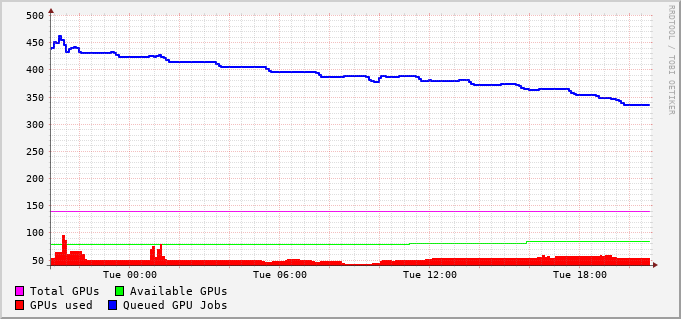 500
450
400
350
300
250
200
150
100
50
Tue 00:00 Tue 06:00 Tue 12:00 Tue 18:00
Total GPUs Available GPUs
GPUs used Queued GPU Jobs
RRDTOOL / TOBI OETIKER